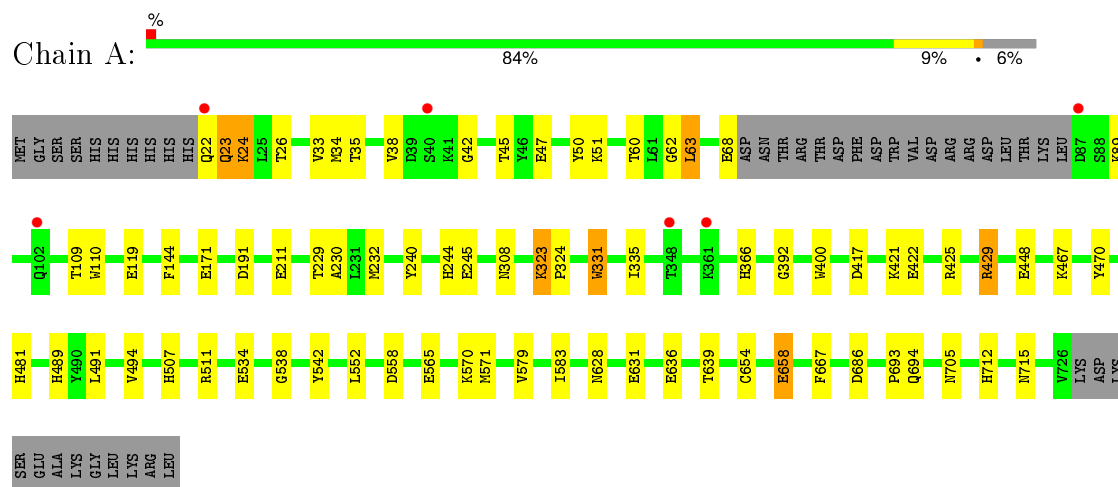 %
Chain A:
84% 9% • 6%
MET GLY SER SER HIS HIS HIS HIS HIS HIS Q22 Q23 K24 L25 T26 V33 M34 T35 V38 D39 S40 K41 G42 T45 Y46 E47 Y50 K51 T60 L61 G62 L63 E68 ASP ASN THR ARG THR ASP PHE ASP TRP VAL ASP ARG ARG ASP LEU THR LYS LEU D87 S88 K89
Q102 T109 W110 E119 F144 E171 D191 E211 T229 A230 L231 M232 Y240 H244 E245 N308 K323 P324 W331 I335 T348 K361 H366 G392 W400 D417 K421 E422 R425 R429 E448 K467 Y470
H481 H489 Y490 L491 V494 H507 R511 E534 G538 Y542 L552 D558 E565 K570 M571 V579 I583 N628 E631 E636 T639 C654 E658 F667 D686 P693 Q694 N705 H712 N715 V726 LYS ASP LYS
SER GLU ALA LYS GLY LEU LYS ARG LEU